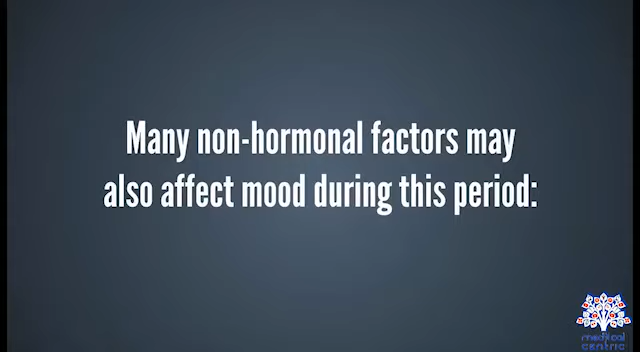 Many non-hormonal factors may
also affect mood during this period:
medical
centric